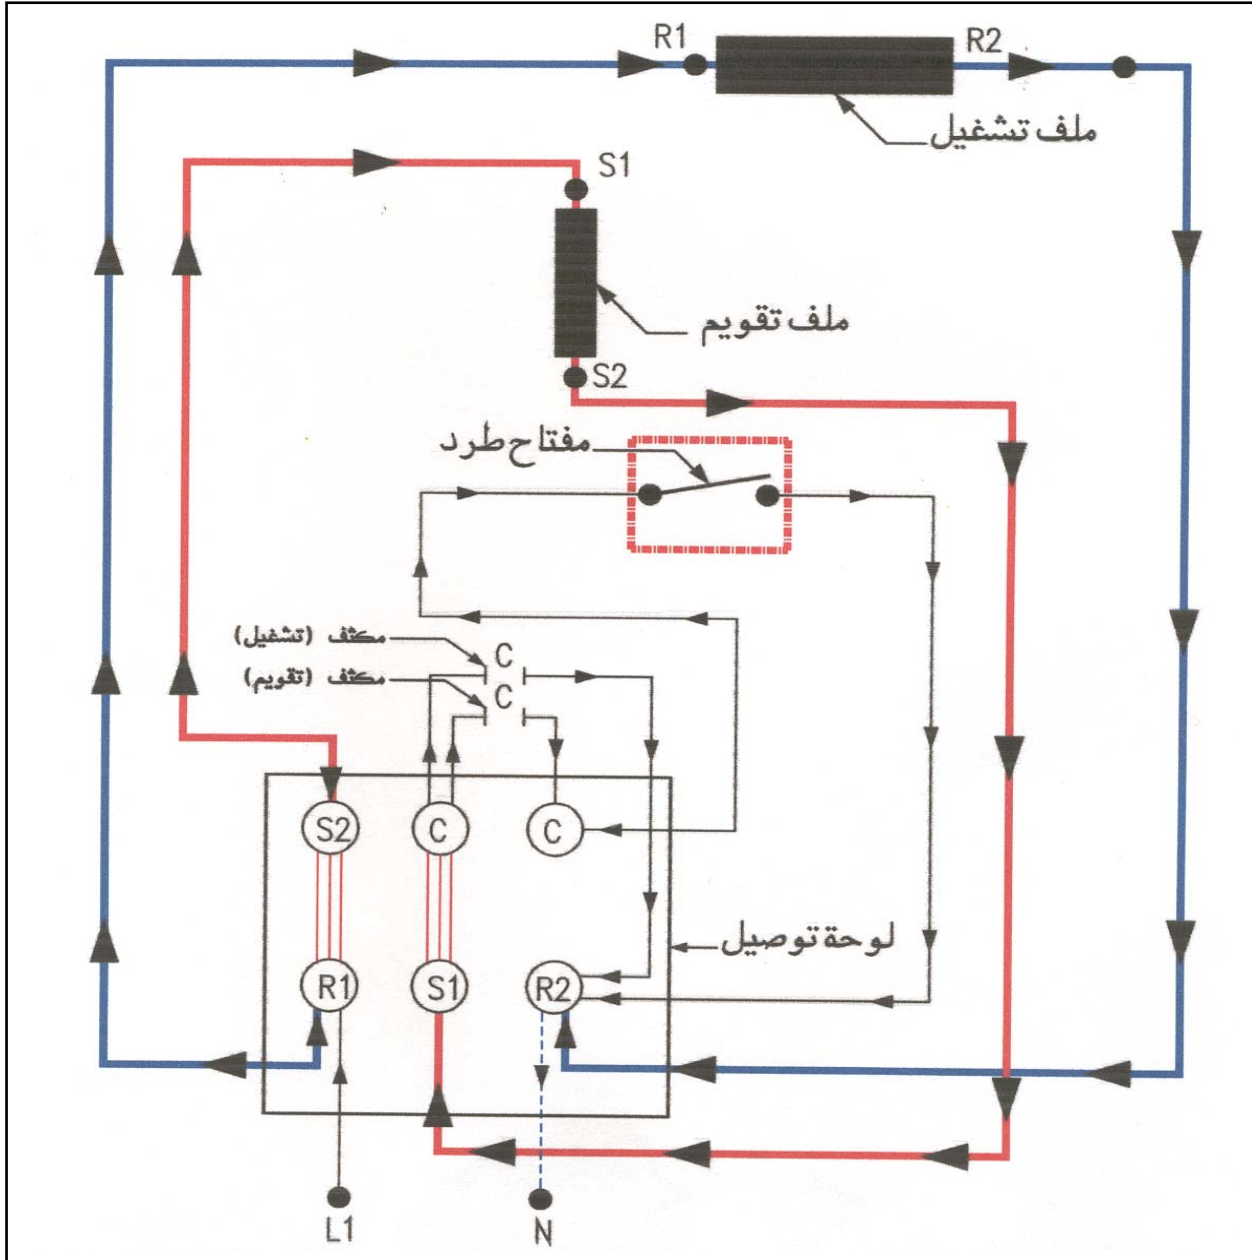 R1
R2
ملف تشغيل
S1
ملف تقويم
S2
مفتاح طرد
مكثف (تشغيل)
C
مكثف (تقويم)
C
S2
C
C
لوحة توصيل
R1
S1
R2
L1
N